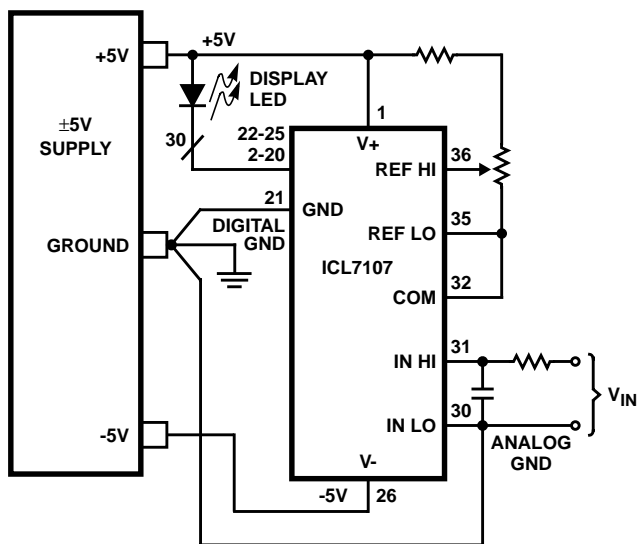 +5V
±5V
SUPPLY
GROUND
-5V
+5V
DISPLAY
LED
30
22-25
2-20
21
DIGITAL
GND
1
V+
GND
ICL7107
REF HI
36
REF LO
35
COM
32
IN HI
31
IN LO
30
V-
-5V
26
ANALOG
GND
VIN